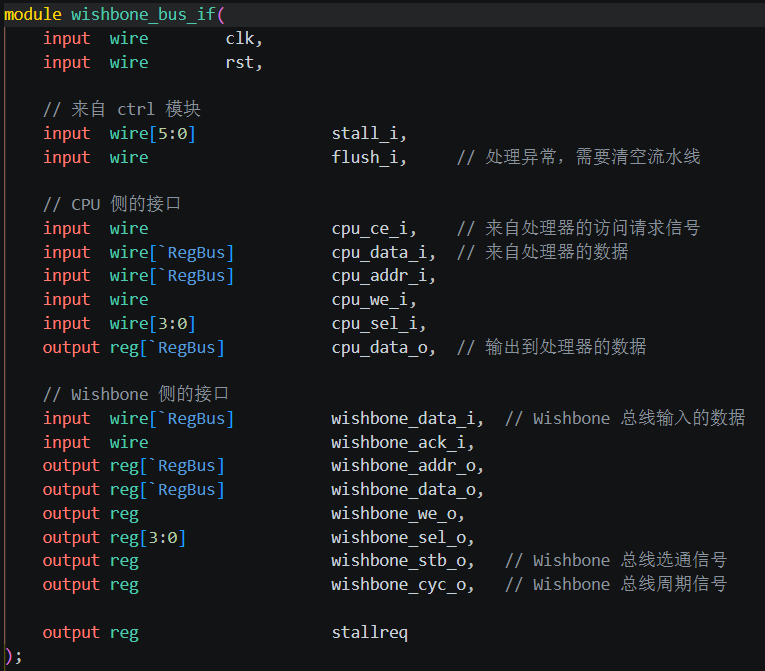 module wishbone_bus_if(
    input  wire        clk,
    input  wire        rst,
    // 来自 ctrl 模块
    input  wire[5:0]              stall_i,
    input  wire                   flush_i,     // 处理异常，需要清空流水线
    // CPU 侧的接口
    input  wire                   cpu_ce_i,    // 来自处理器的访问请求信号
    input  wire[`RegBus]          cpu_data_i,  // 来自处理器的数据
    input  wire[`RegBus]          cpu_addr_i,
    input  wire                   cpu_we_i,
    input  wire[3:0]              cpu_sel_i,
    output reg[`RegBus]           cpu_data_o,  // 输出到处理器的数据
    // Wishbone 侧的接口
    input  wire[`RegBus]          wishbone_data_i,  // Wishbone 总线输入的数据
    input  wire                   wishbone_ack_i,
    output reg[`RegBus]           wishbone_addr_o,
    output reg[`RegBus]           wishbone_data_o,
    output reg                    wishbone_we_o,
    output reg[3:0]               wishbone_sel_o,
    output reg                    wishbone_stb_o,   // Wishbone 总线选通信号
    output reg                    wishbone_cyc_o,   // Wishbone 总线周期信号
    output reg                    stallreq
);